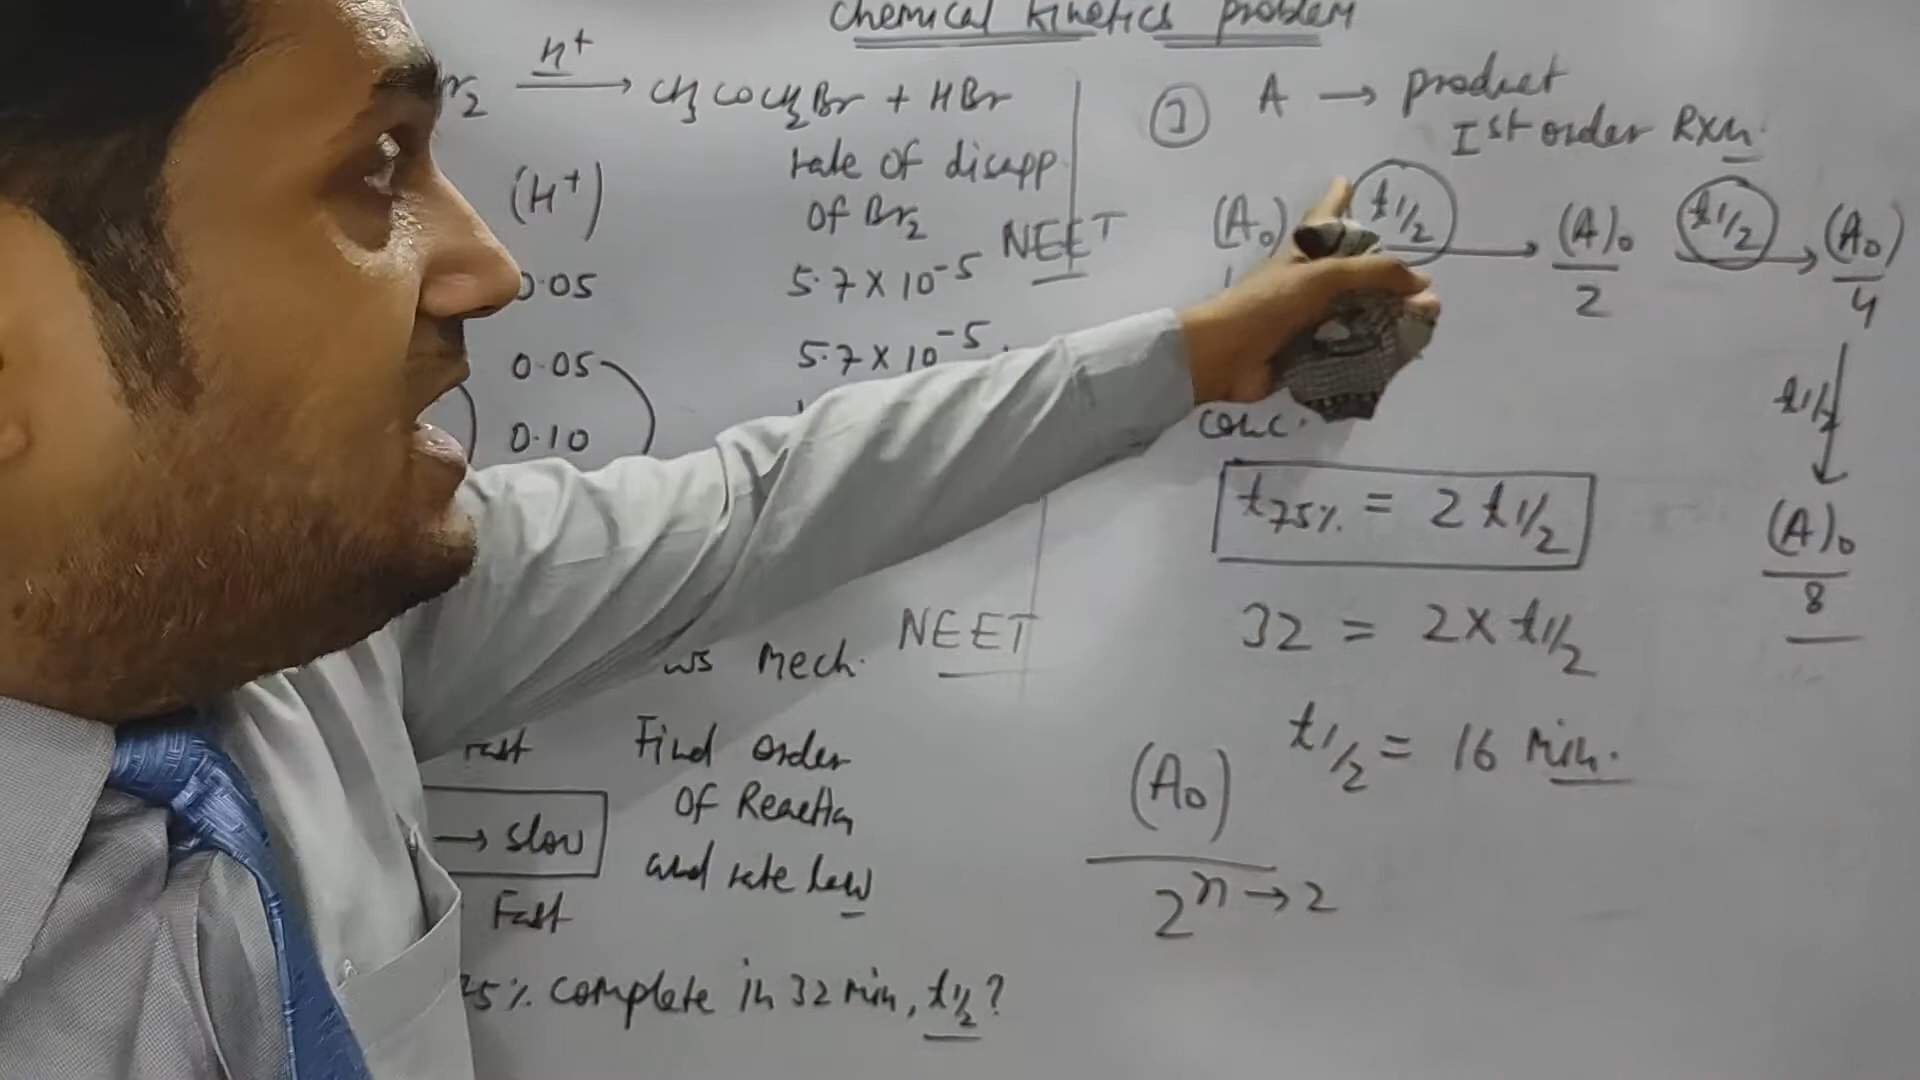 Chemical Kinetics problem
r2 H+ → CH3COCH2Br + HBr
(H+) rate of disapp.
of Br2
0.05 5.7 X 10-5
0.05 5.7 X 10-5
0.10
NEET
ws Mech. NEET
Fast Find order
→ slow of Reactn
Fast and rate law
75% complete in 32 min, t1/2?
① A → product
Ist order Rxn.
(A0) t1/2 → (A)0/2 t1/2 → (A0)/4
t1/2 ↓
(A)0/8
conc.
t75% = 2 t1/2
32 = 2 X t1/2
t1/2 = 16 Min.
(A0)
2n → 2